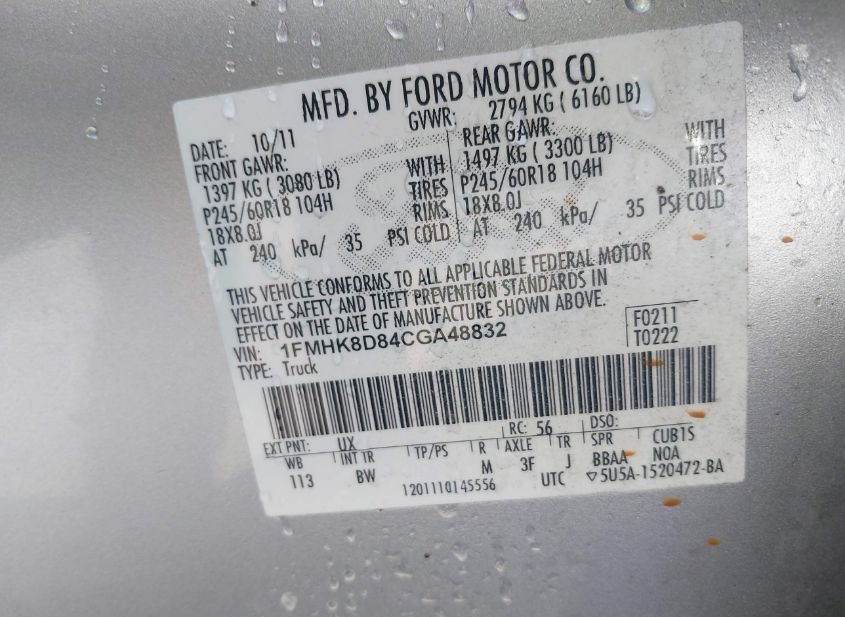 MFD. BY FORD MOTOR CO.
DATE: 10/11 GVWR: 2794 KG ( 6160 LB)
FRONT GAWR: REAR GAWR:
1397 KG ( 3080 LB) WITH 1497 KG ( 3300 LB) WITH
P245/60R18 104H TIRES P245/60R18 104H TIRES
18X8.0J RIMS 18X8.0J RIMS
AT 240 kPa/ 35 PSI COLD AT 240 kPa/ 35 PSI COLD
THIS VEHICLE CONFORMS TO ALL APPLICABLE FEDERAL MOTOR
VEHICLE SAFETY AND THEFT PREVENTION STANDARDS IN
EFFECT ON THE DATE OF MANUFACTURE SHOWN ABOVE.
VIN: 1FMHK8D84CGA48832 F0211
TYPE: Truck T0222
EXT PNT: UX RC: 56 DSO:
WB INT TR TP/PS R AXLE TR SPR CUB1S
113 BW M 3F J BBAA NOA
1201110145556 UTC ▽5U5A-1520472-BA